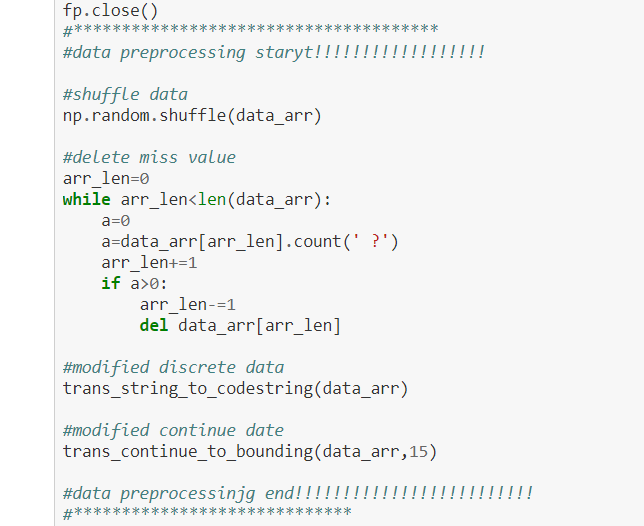 fp.close()
#**************************************
#data preprocessing staryt!!!!!!!!!!!!!!!!!!
#shuffle data
np.random.shuffle(data_arr)
#delete miss value
arr_len=0
while arr_len<len(data_arr):
    a=0
    a=data_arr[arr_len].count(' ?')
    arr_len+=1
    if a>0:
        arr_len-=1
        del data_arr[arr_len]
#modified discrete data
trans_string_to_codestring(data_arr)
#modified continue date
trans_continue_to_bounding(data_arr,15)
#data preprocessinjg end!!!!!!!!!!!!!!!!!!!!!!!!!
#*****************************